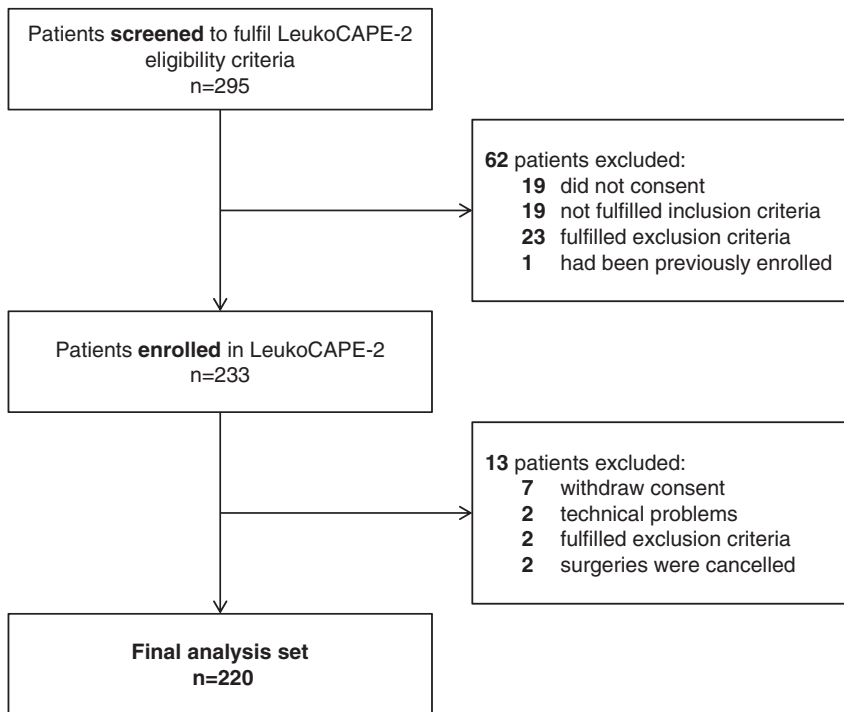 Patients screened to fulfil LeukoCAPE-2
eligibility criteria
n=295
62 patients excluded:
19 did not consent
19 not fulfilled inclusion criteria
23 fulfilled exclusion criteria
1 had been previously enrolled
Patients enrolled in LeukoCAPE-2
n=233
13 patients excluded:
7 withdraw consent
2 technical problems
2 fulfilled exclusion criteria
2 surgeries were cancelled
Final analysis set
n=220